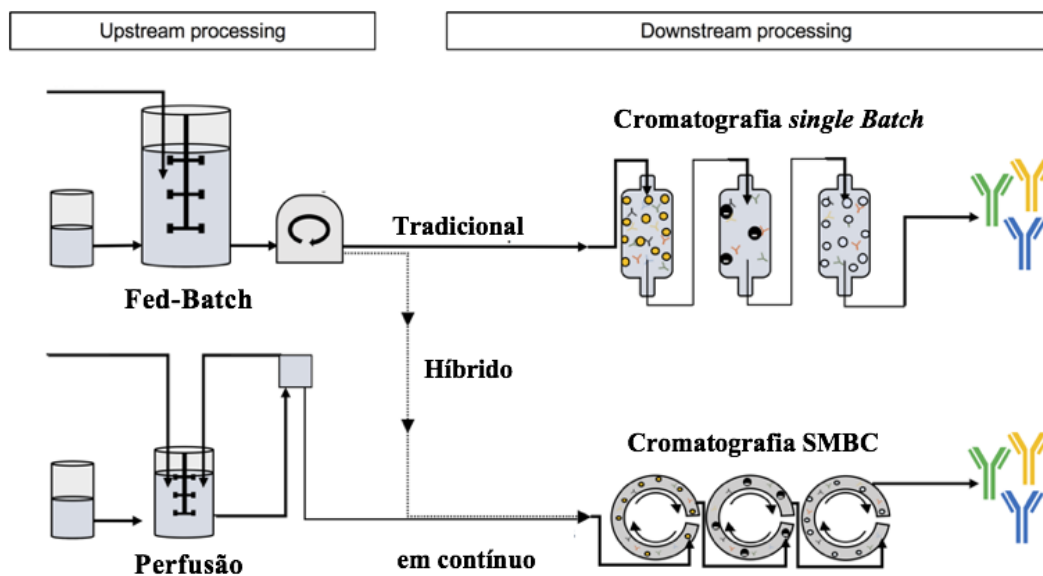 Upstream processing
Downstream processing
Cromatografia single Batch
Tradicional
Fed-Batch
Híbrido
Cromatografia SMBC
Perfusão
em contínuo